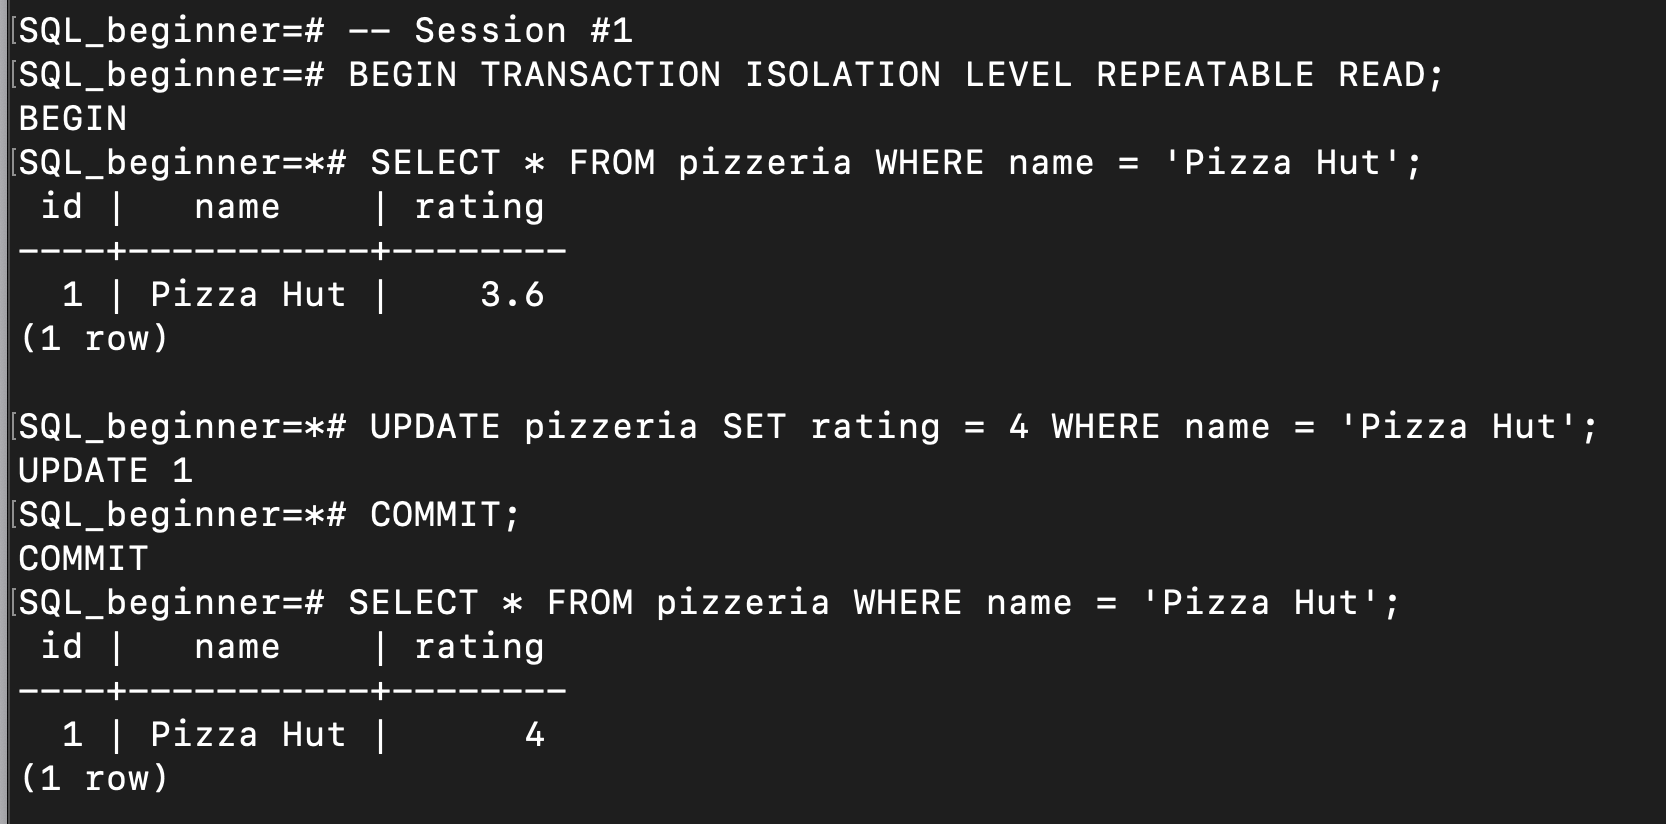 SQL_beginner=# -- Session #1
SQL_beginner=# BEGIN TRANSACTION ISOLATION LEVEL REPEATABLE READ;
BEGIN
SQL_beginner=*# SELECT * FROM pizzeria WHERE name = 'Pizza Hut';
 id |   name    | rating
----+-----------+--------
  1 | Pizza Hut |    3.6
(1 row)

SQL_beginner=*# UPDATE pizzeria SET rating = 4 WHERE name = 'Pizza Hut';
UPDATE 1
SQL_beginner=*# COMMIT;
COMMIT
SQL_beginner=# SELECT * FROM pizzeria WHERE name = 'Pizza Hut';
 id |   name    | rating
----+-----------+--------
  1 | Pizza Hut |      4
(1 row)